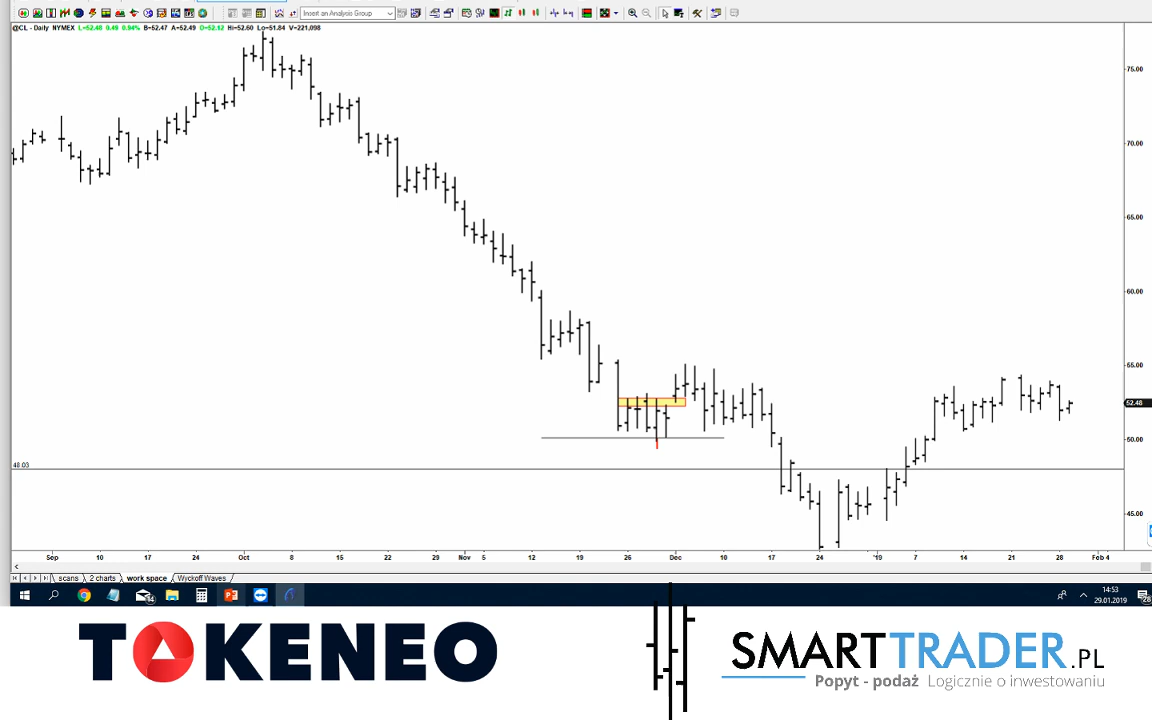 Insert an Analysis Group
@CL - Daily NYMEX L=52.48 0.49 0.94% B=52.47 A=52.49 O=52.12 Hi=52.60 Lo=51.84 V=221,098
75.00
70.00
65.00
60.00
55.00
52.48
50.00
48.03
45.00
Sep 10 17 24 Oct 8 15 22 29 Nov 5 12 19 26 Dec 10 17 24 '19 7 14 21 28 Feb 4
scans 2 charts work space Wyckoff Waves
14:53
29.01.2019
TOKENEO
SMARTTRADER.PL
Popyt - podaż Logicznie o inwestowaniu